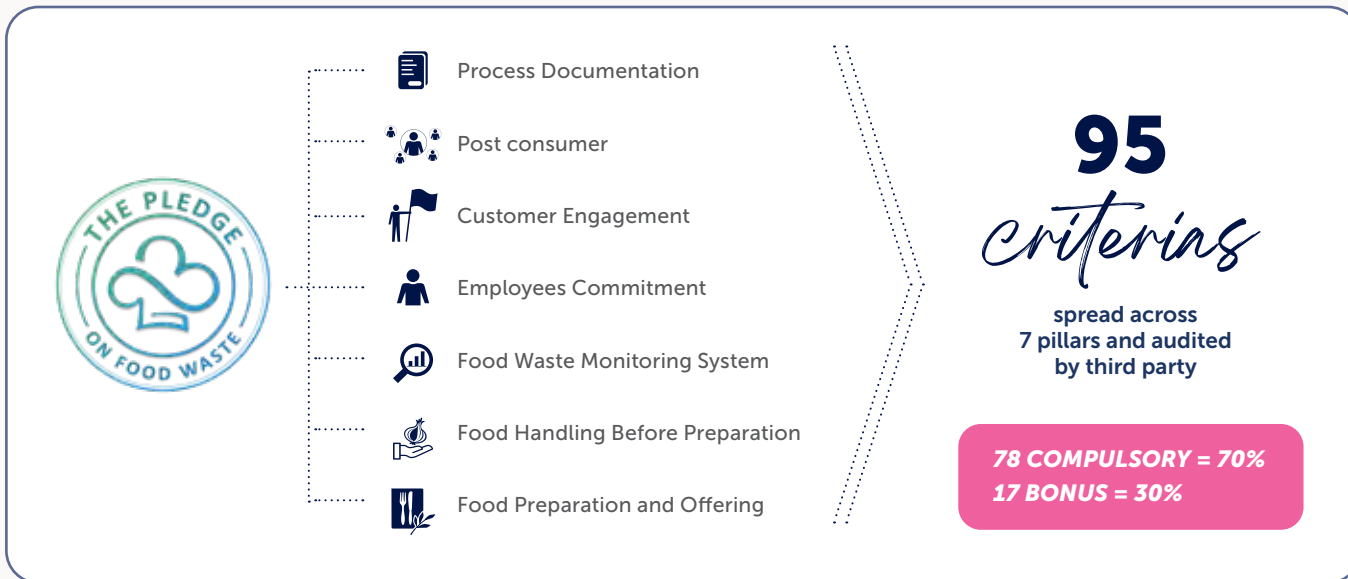 THE PLEDGE
ON FOOD WASTE
Process Documentation
Post consumer
Customer Engagement
Employees Commitment
Food Waste Monitoring System
Food Handling Before Preparation
Food Preparation and Offering
95
criterias
spread across
7 pillars and audited
by third party
78 COMPULSORY = 70%
17 BONUS = 30%